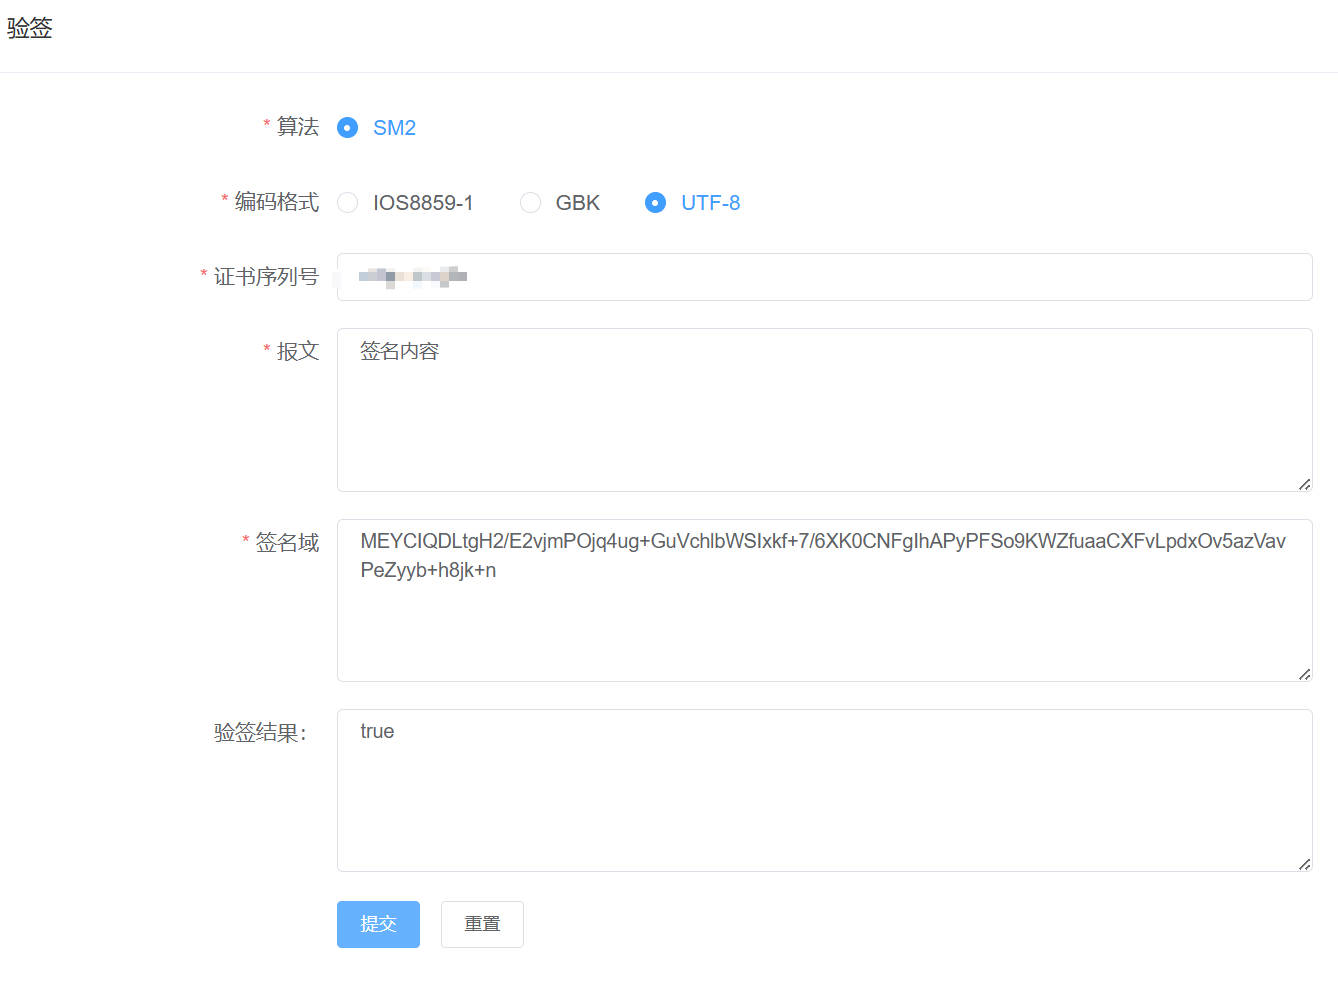 验签
* 算法 SM2
* 编码格式 IOS8859-1 GBK UTF-8
* 证书序列号
* 报文 签名内容
* 签名域 MEYCIQDLtgH2/E2vjmPOjq4ug+GuVchlbWSIxkf+7/6XK0CNFgIhAPyPFSo9KWZfuaaCXFvLpdxOv5azVav
PeZyyb+h8jk+n
验签结果： true
提交 重置